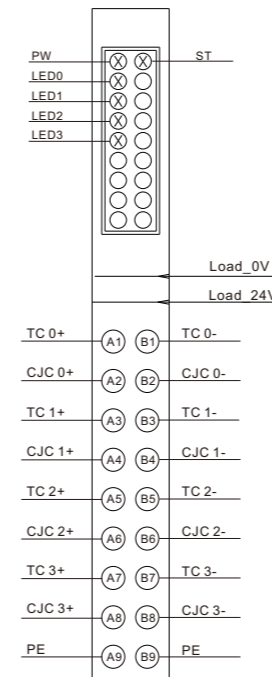 PW ST
LED0
LED1
LED2
LED3
Load_0V
Load_24V
TC 0+ A1 B1 TC 0-
CJC 0+ A2 B2 CJC 0-
TC 1+ A3 B3 TC 1-
CJC 1+ A4 B4 CJC 1-
TC 2+ A5 B5 TC 2-
CJC 2+ A6 B6 CJC 2-
TC 3+ A7 B7 TC 3-
CJC 3+ A8 B8 CJC 3-
PE A9 B9 PE